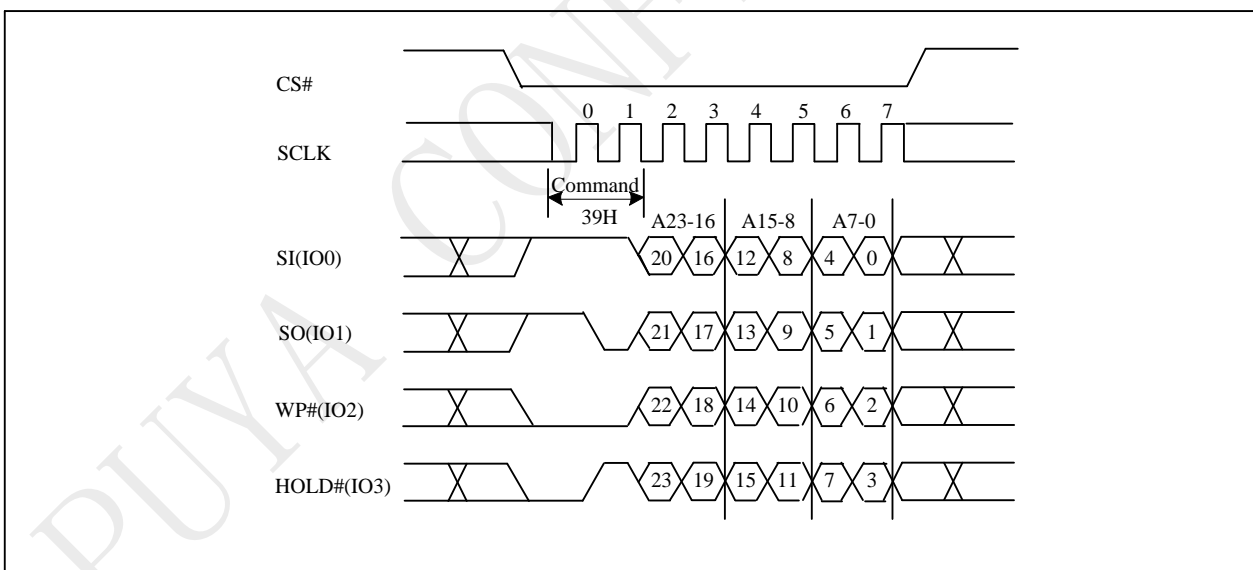 PUYA CONF
CS#
0 1 2 3 4 5 6 7
SCLK
Command
39H
A23-16 A15-8 A7-0
SI(IO0) 20 16 12 8 4 0
SO(IO1) 21 17 13 9 5 1
WP#(IO2) 22 18 14 10 6 2
HOLD#(IO3) 23 19 15 11 7 3